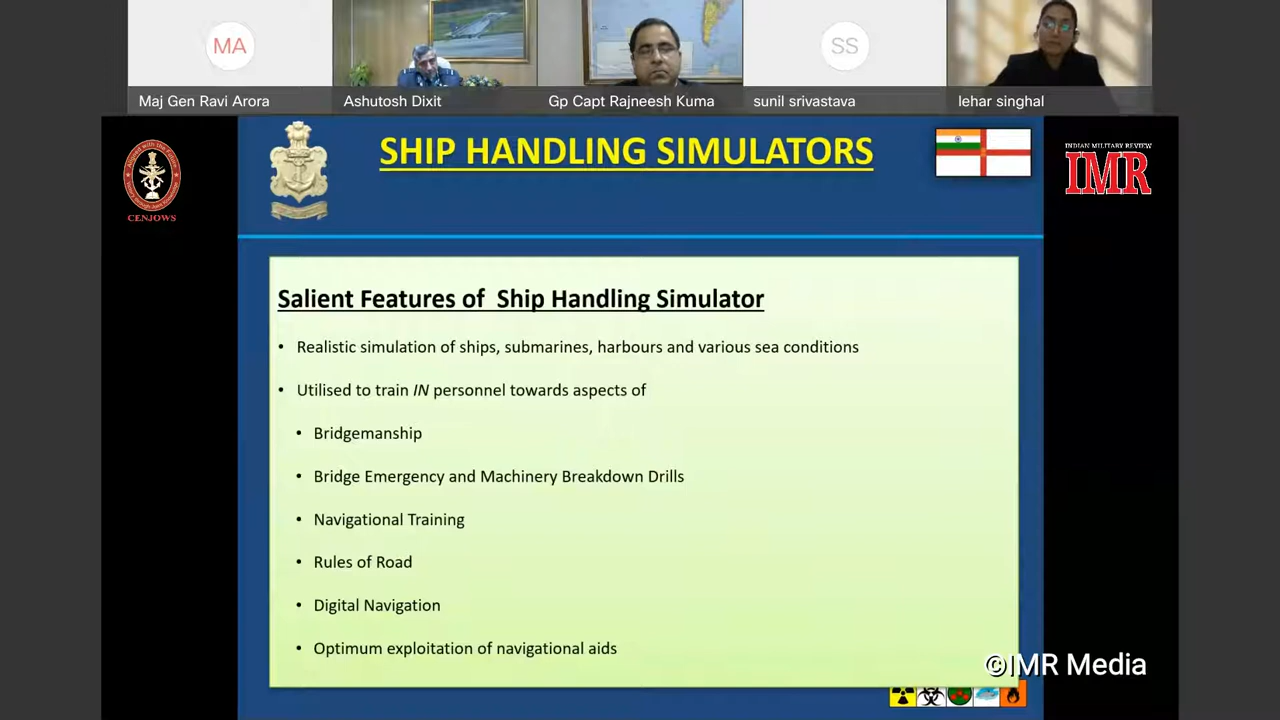 MA
SS
Maj Gen Ravi Arora
Ashutosh Dixit
Gp Capt Rajneesh Kuma
sunil srivastava
lehar singhal
SHIP HANDLING SIMULATORS
CENJOWS
INDIAN MILITARY REVIEW
IMR
Salient Features of Ship Handling Simulator
• Realistic simulation of ships, submarines, harbours and various sea conditions
• Utilised to train IN personnel towards aspects of
• Bridgemanship
• Bridge Emergency and Machinery Breakdown Drills
• Navigational Training
• Rules of Road
• Digital Navigation
• Optimum exploitation of navigational aids
©IMR Media